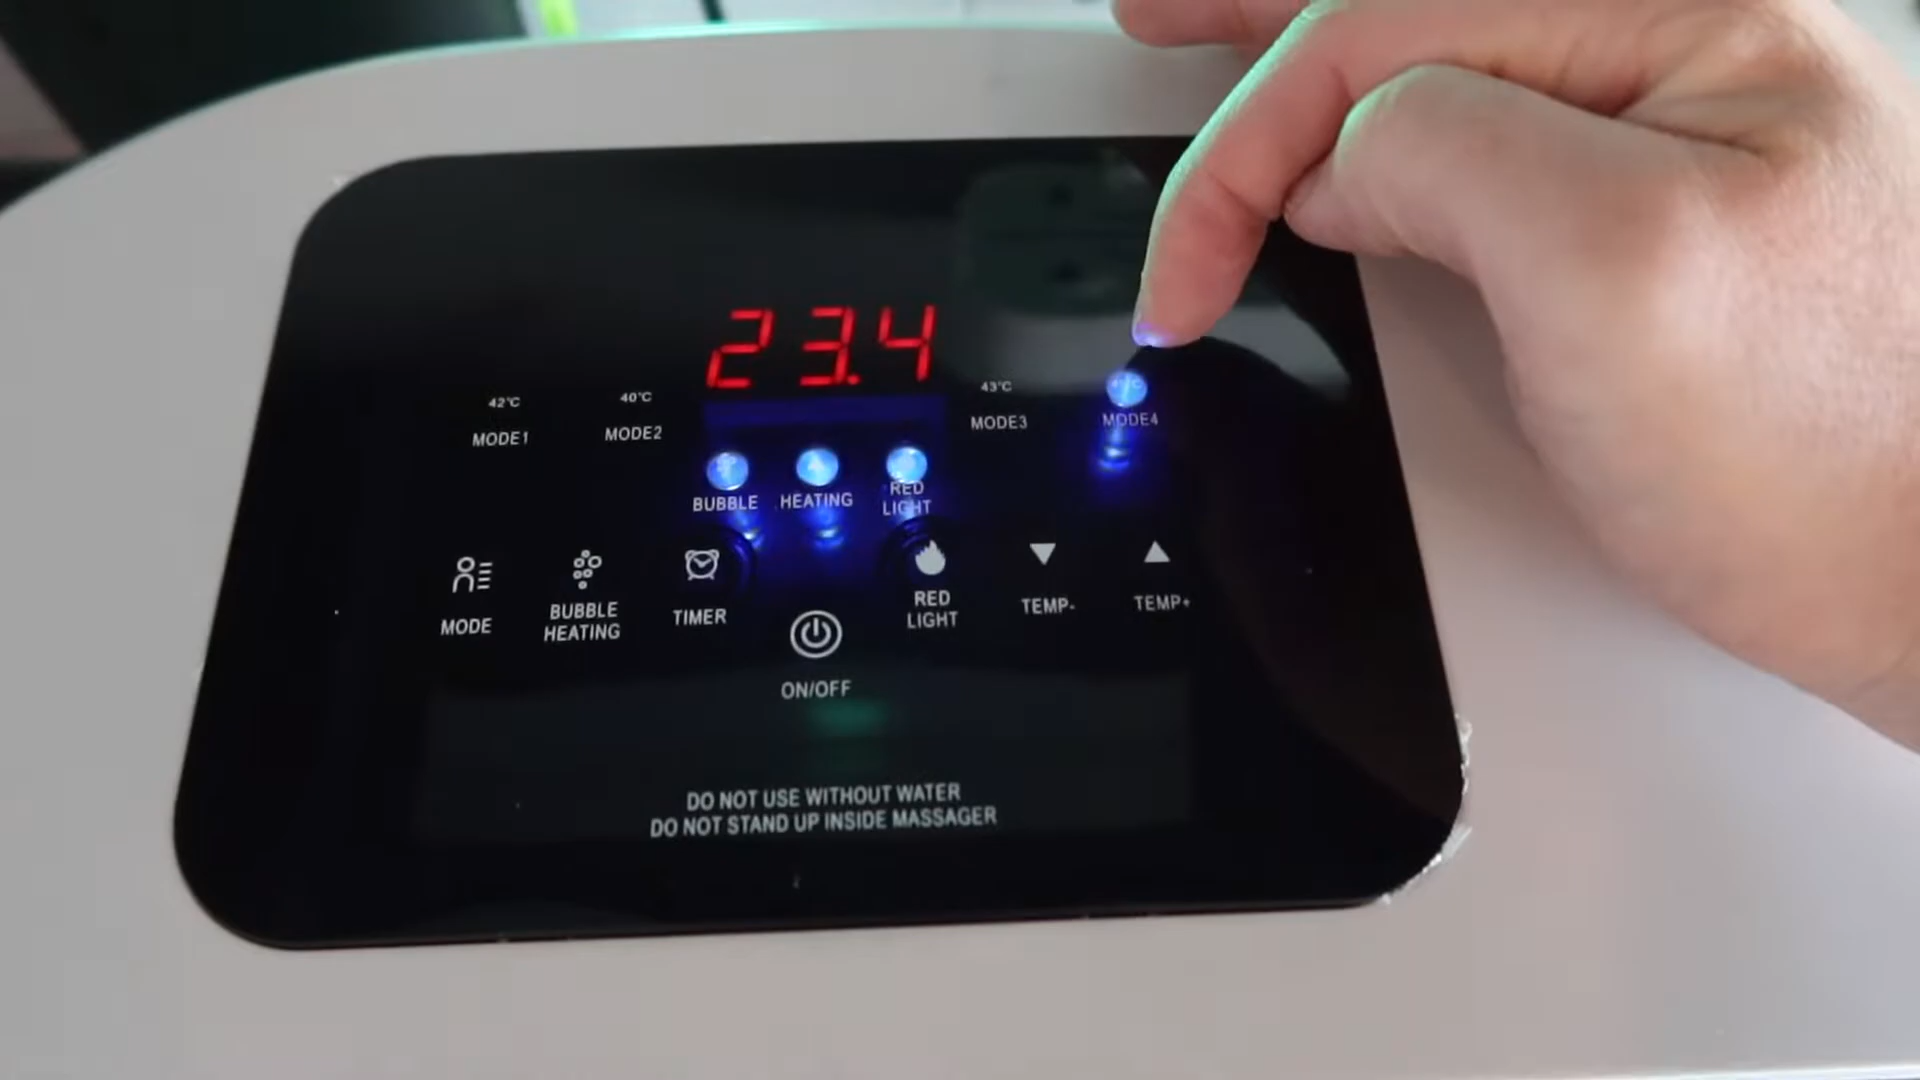 23.4
42°C
40°C
43°C
MODE1
MODE2
MODE3
MODE4
BUBBLE
HEATING
RED
LIGHT
MODE
BUBBLE
HEATING
TIMER
RED
LIGHT
TEMP-
TEMP+
ON/OFF
DO NOT USE WITHOUT WATER
DO NOT STAND UP INSIDE MASSAGER